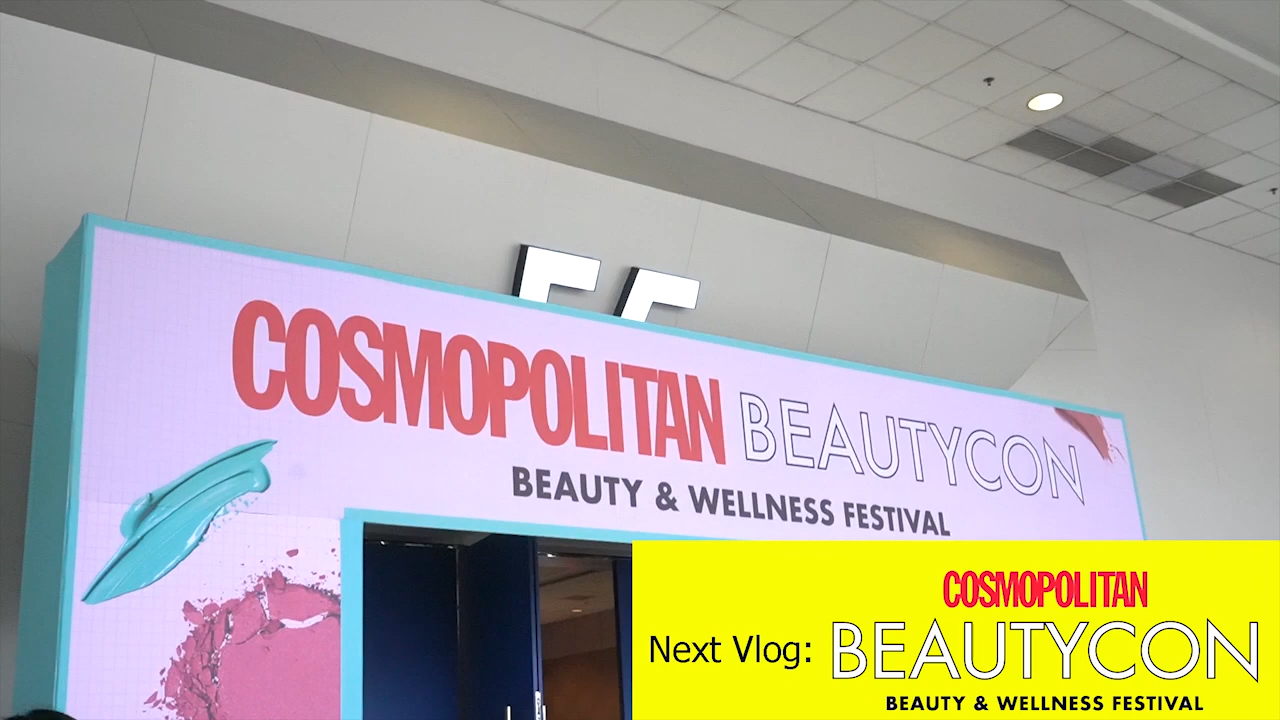 COSMOPOLITAN BEAUTYCON
BEAUTY & WELLNESS FESTIVAL
COSMOPOLITAN
Next Vlog: BEAUTYCON
BEAUTY & WELLNESS FESTIVAL